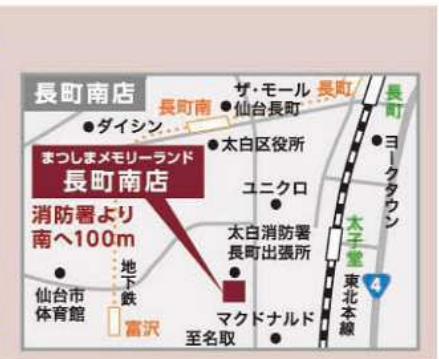 長町南店
ザ・モール
仙台長町
長町
長町南
長町
ダイシン
太白区役所
ヨークタウン
まつしまメモリーランド
長町南店
ユニクロ
消防署より
南へ100m
太白消防署
長町出張所
太子堂
地下鉄
東北本線
4
仙台市
体育館
富沢
マクドナルド
至名取